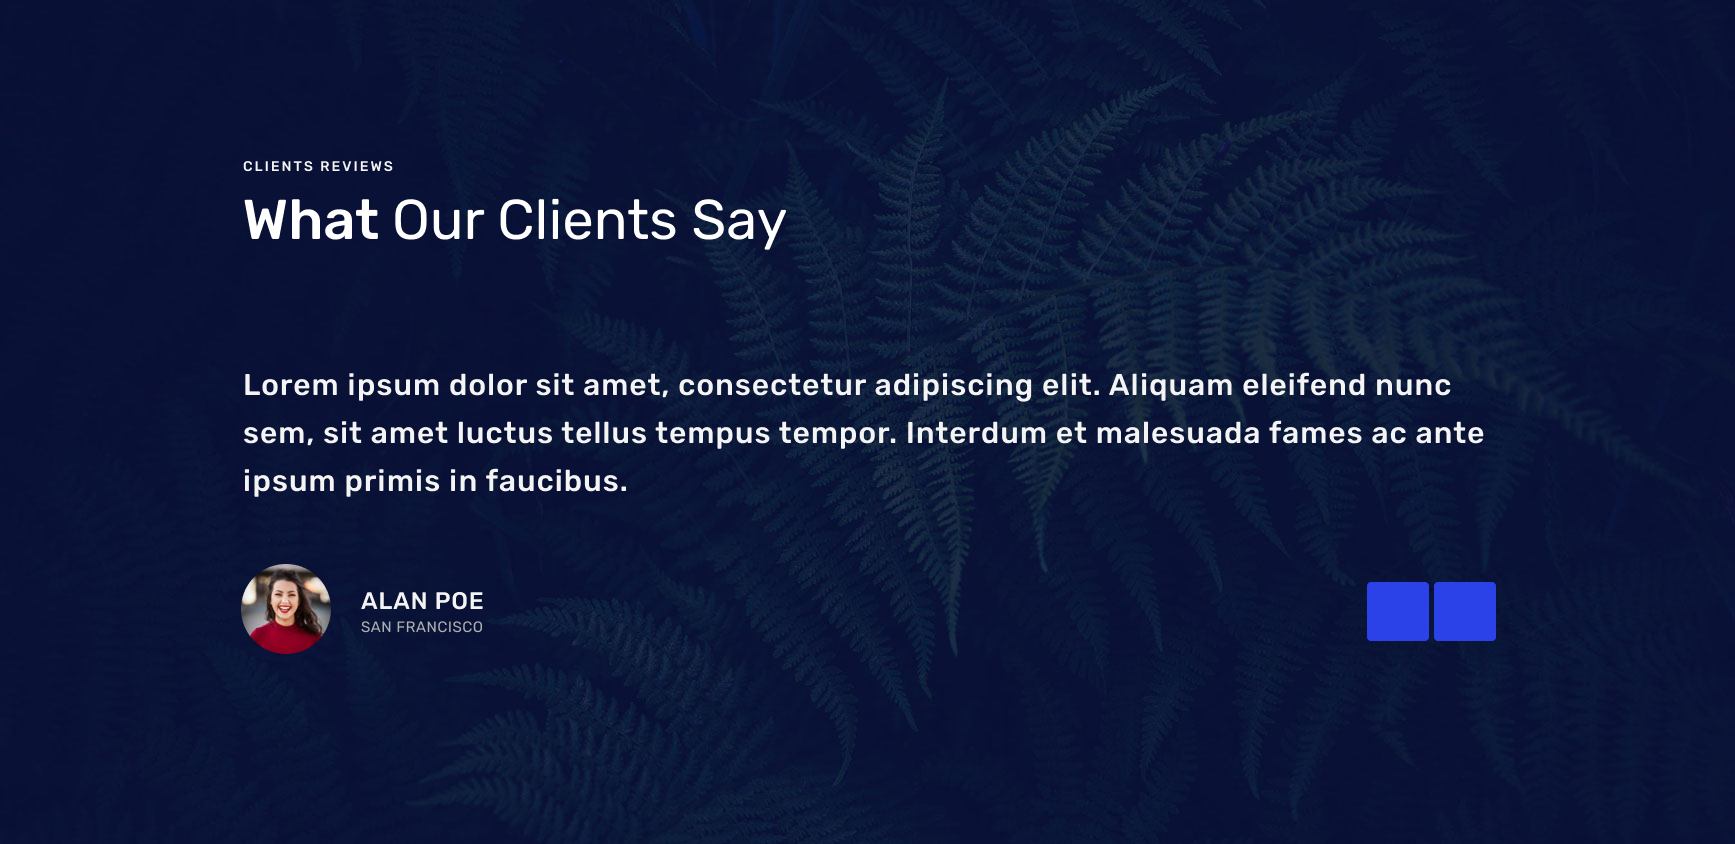 CLIENTS REVIEWS
What Our Clients Say
Lorem ipsum dolor sit amet, consectetur adipiscing elit. Aliquam eleifend nunc
sem, sit amet luctus tellus tempus tempor. Interdum et malesuada fames ac ante
ipsum primis in faucibus.
ALAN POE
SAN FRANCISCO